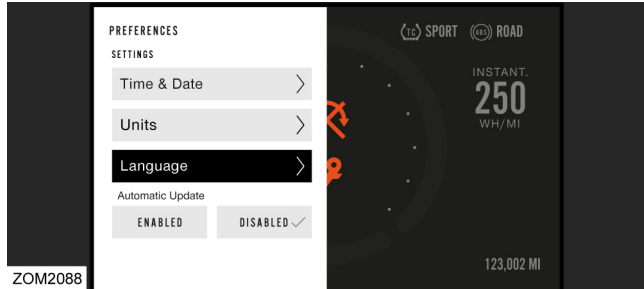 PREFERENCES
SETTINGS
Time & Date
Units
Language
Automatic Update
ENABLED
DISABLED
TC SPORT
ABS ROAD
INSTANT.
250
WH/MI
123,002 MI
ZOM2088